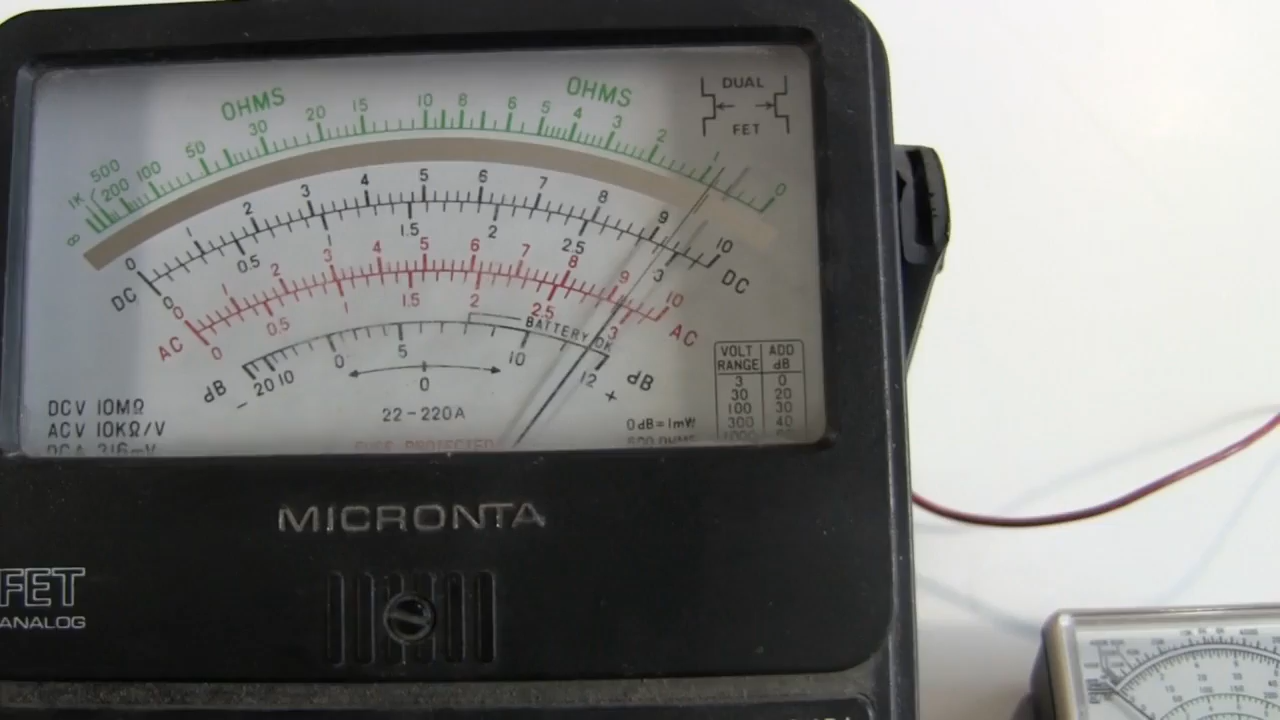 OHMS OHMS
∞ 1K 500 200 100 50 30 20 15 10 8 6 5 4 3 2 1 0
DUAL
FET
0 1 2 3 4 5 6 7 8 9 10
DC 0 0.5 1 1.5 2 2.5 3 DC
1 2 3 4 5 6 7 8 9 10
AC 0 0.5 1 1.5 2 2.5 3 AC
BATTERY OK
dB - 20 10 0 5 10 12 + dB
0
22-220A
VOLT RANGE ADD dB
3 0
30 20
100 30
300 40
DCV 10MΩ
ACV 10KΩ/V
0dB=1mW
600 OHMS
FUSE PROTECTED
MICRONTA
FET
ANALOG